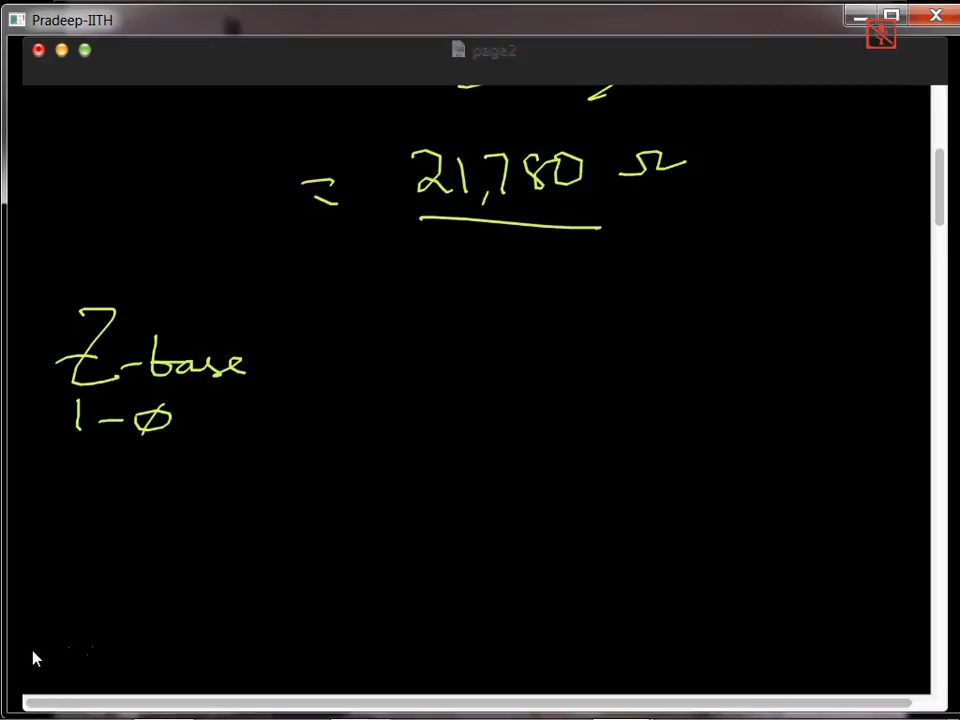 Pradeep-IITH
page2
= 21,780 Ω
Z-base
1-Ø